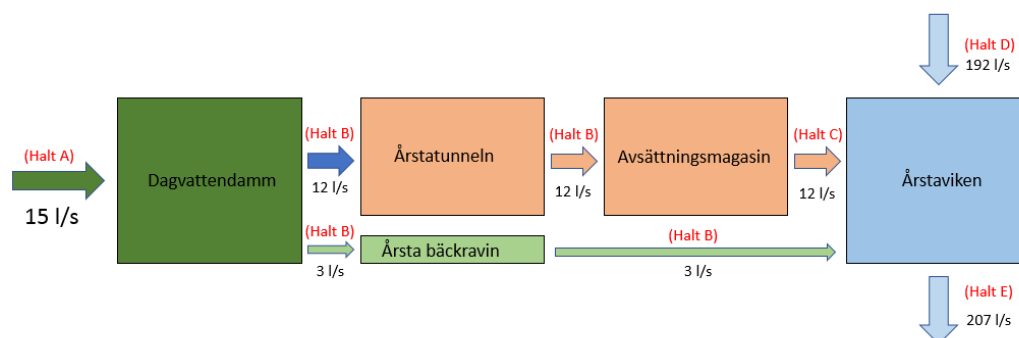 (Halt D)
192 l/s
(Halt A)
15 l/s
Dagvattendamm
(Halt B)
12 l/s
Årstatunneln
(Halt B)
12 l/s
Avsättningsmagasin
(Halt C)
12 l/s
Årstaviken
(Halt B)
3 l/s
Årsta bäckravin
(Halt B)
3 l/s
(Halt E)
207 l/s